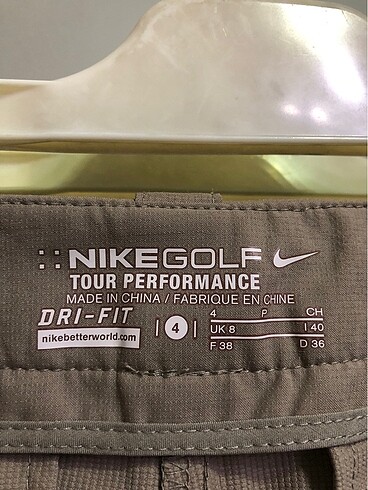 NIKEGOLF
TOUR PERFORMANCE
MADE IN CHINA / FABRIQUE EN CHINE
DRI-FIT
nikebetterworld.com
4
4 P CH
UK 8 I 40
F 38 D 36